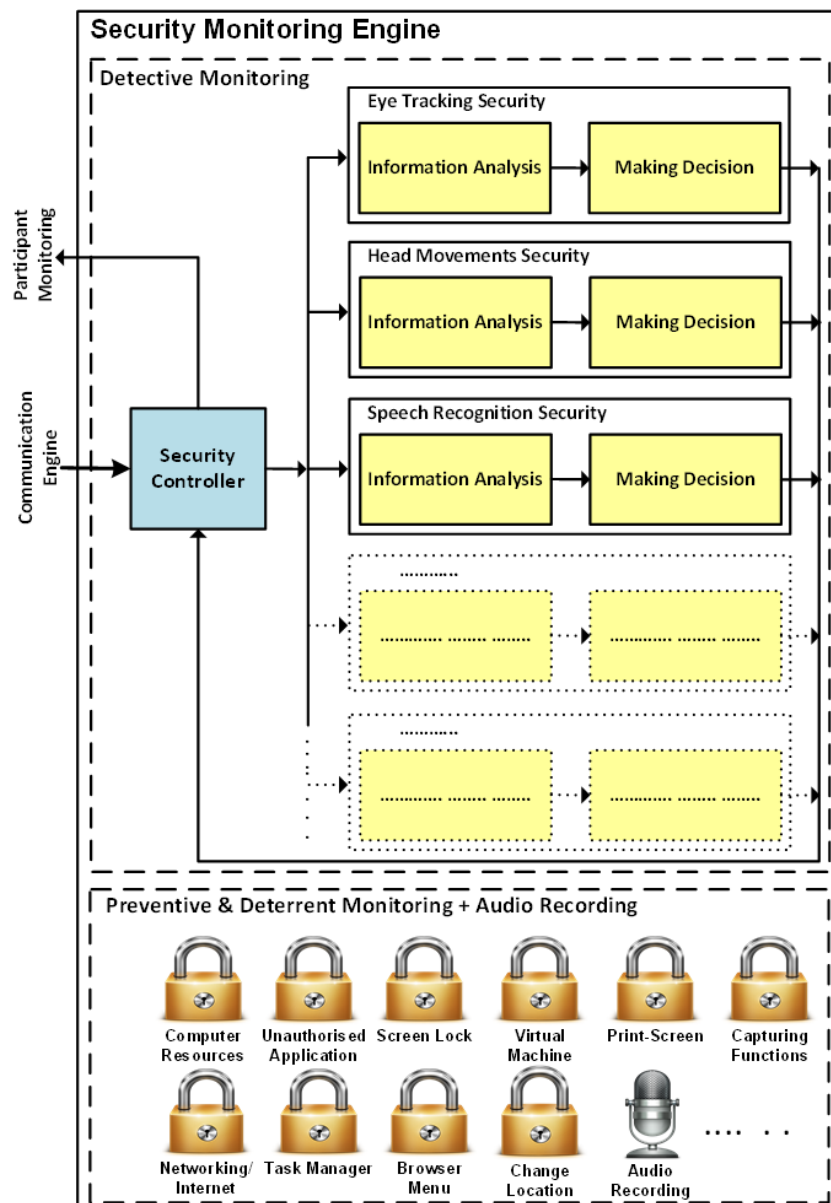 Security Monitoring Engine
Detective Monitoring
Eye Tracking Security
Information Analysis
Making Decision
Participant
Monitoring
Head Movements Security
Information Analysis
Making Decision
Communication
Engine
Security
Controller
Speech Recognition Security
Information Analysis
Making Decision
............
............. ........ ........
............. ........ ........
............
............. ........ ........
............. ........ ........
Preventive & Deterrent Monitoring + Audio Recording
Computer
Resources
Unauthorised
Application
Screen Lock
Virtual
Machine
Print-Screen
Capturing
Functions
Networking/
Internet
Task Manager
Browser
Menu
Change
Location
Audio
Recording
.... . .